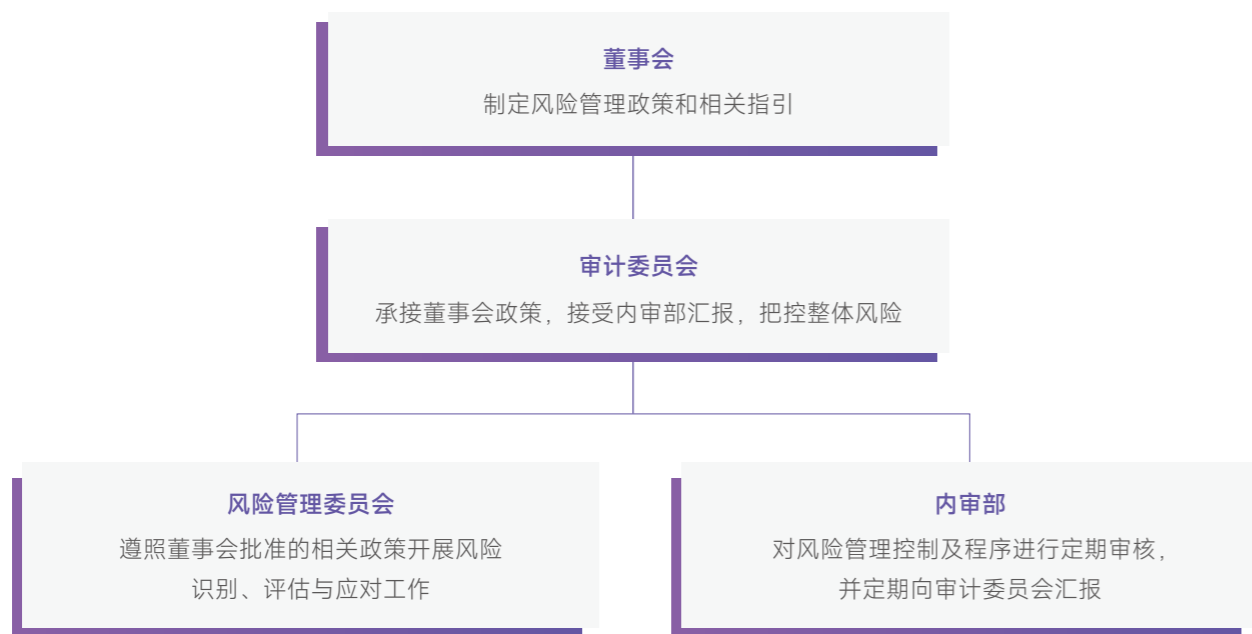 董事会
制定风险管理政策和相关指引
审计委员会
承接董事会政策，接受内审部汇报，把控整体风险
风险管理委员会
遵照董事会批准的相关政策开展风险
识别、评估与应对工作
内审部
对风险管理控制及程序进行定期审核，
并定期向审计委员会汇报